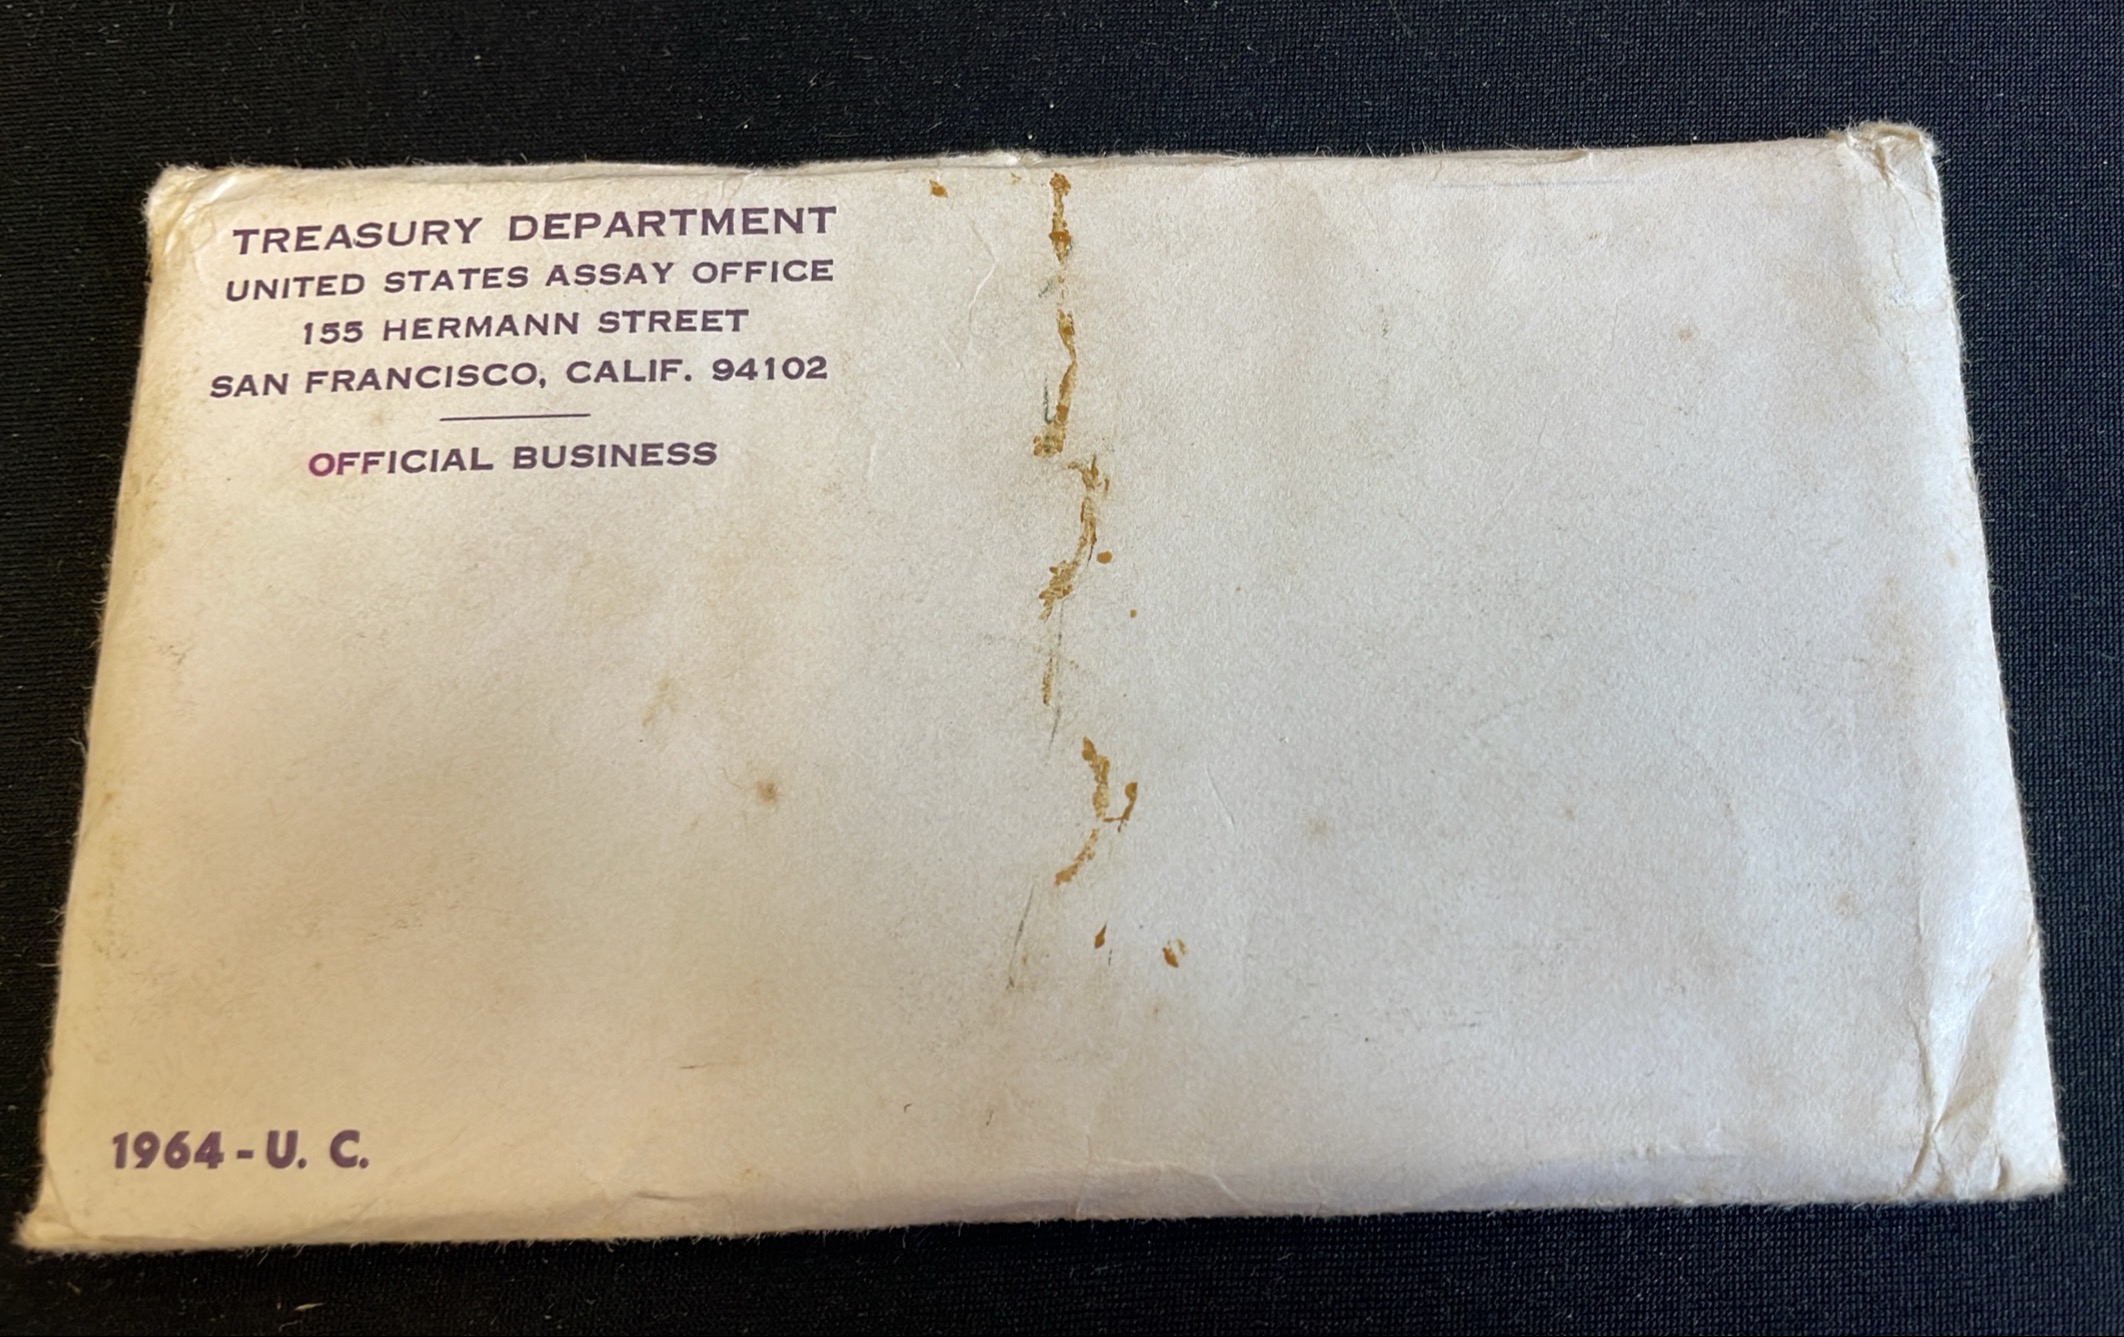 TREASURY DEPARTMENT
UNITED STATES ASSAY OFFICE
155 HERMANN STREET
SAN FRANCISCO, CALIF. 94102
OFFICIAL BUSINESS
1964 - U. C.